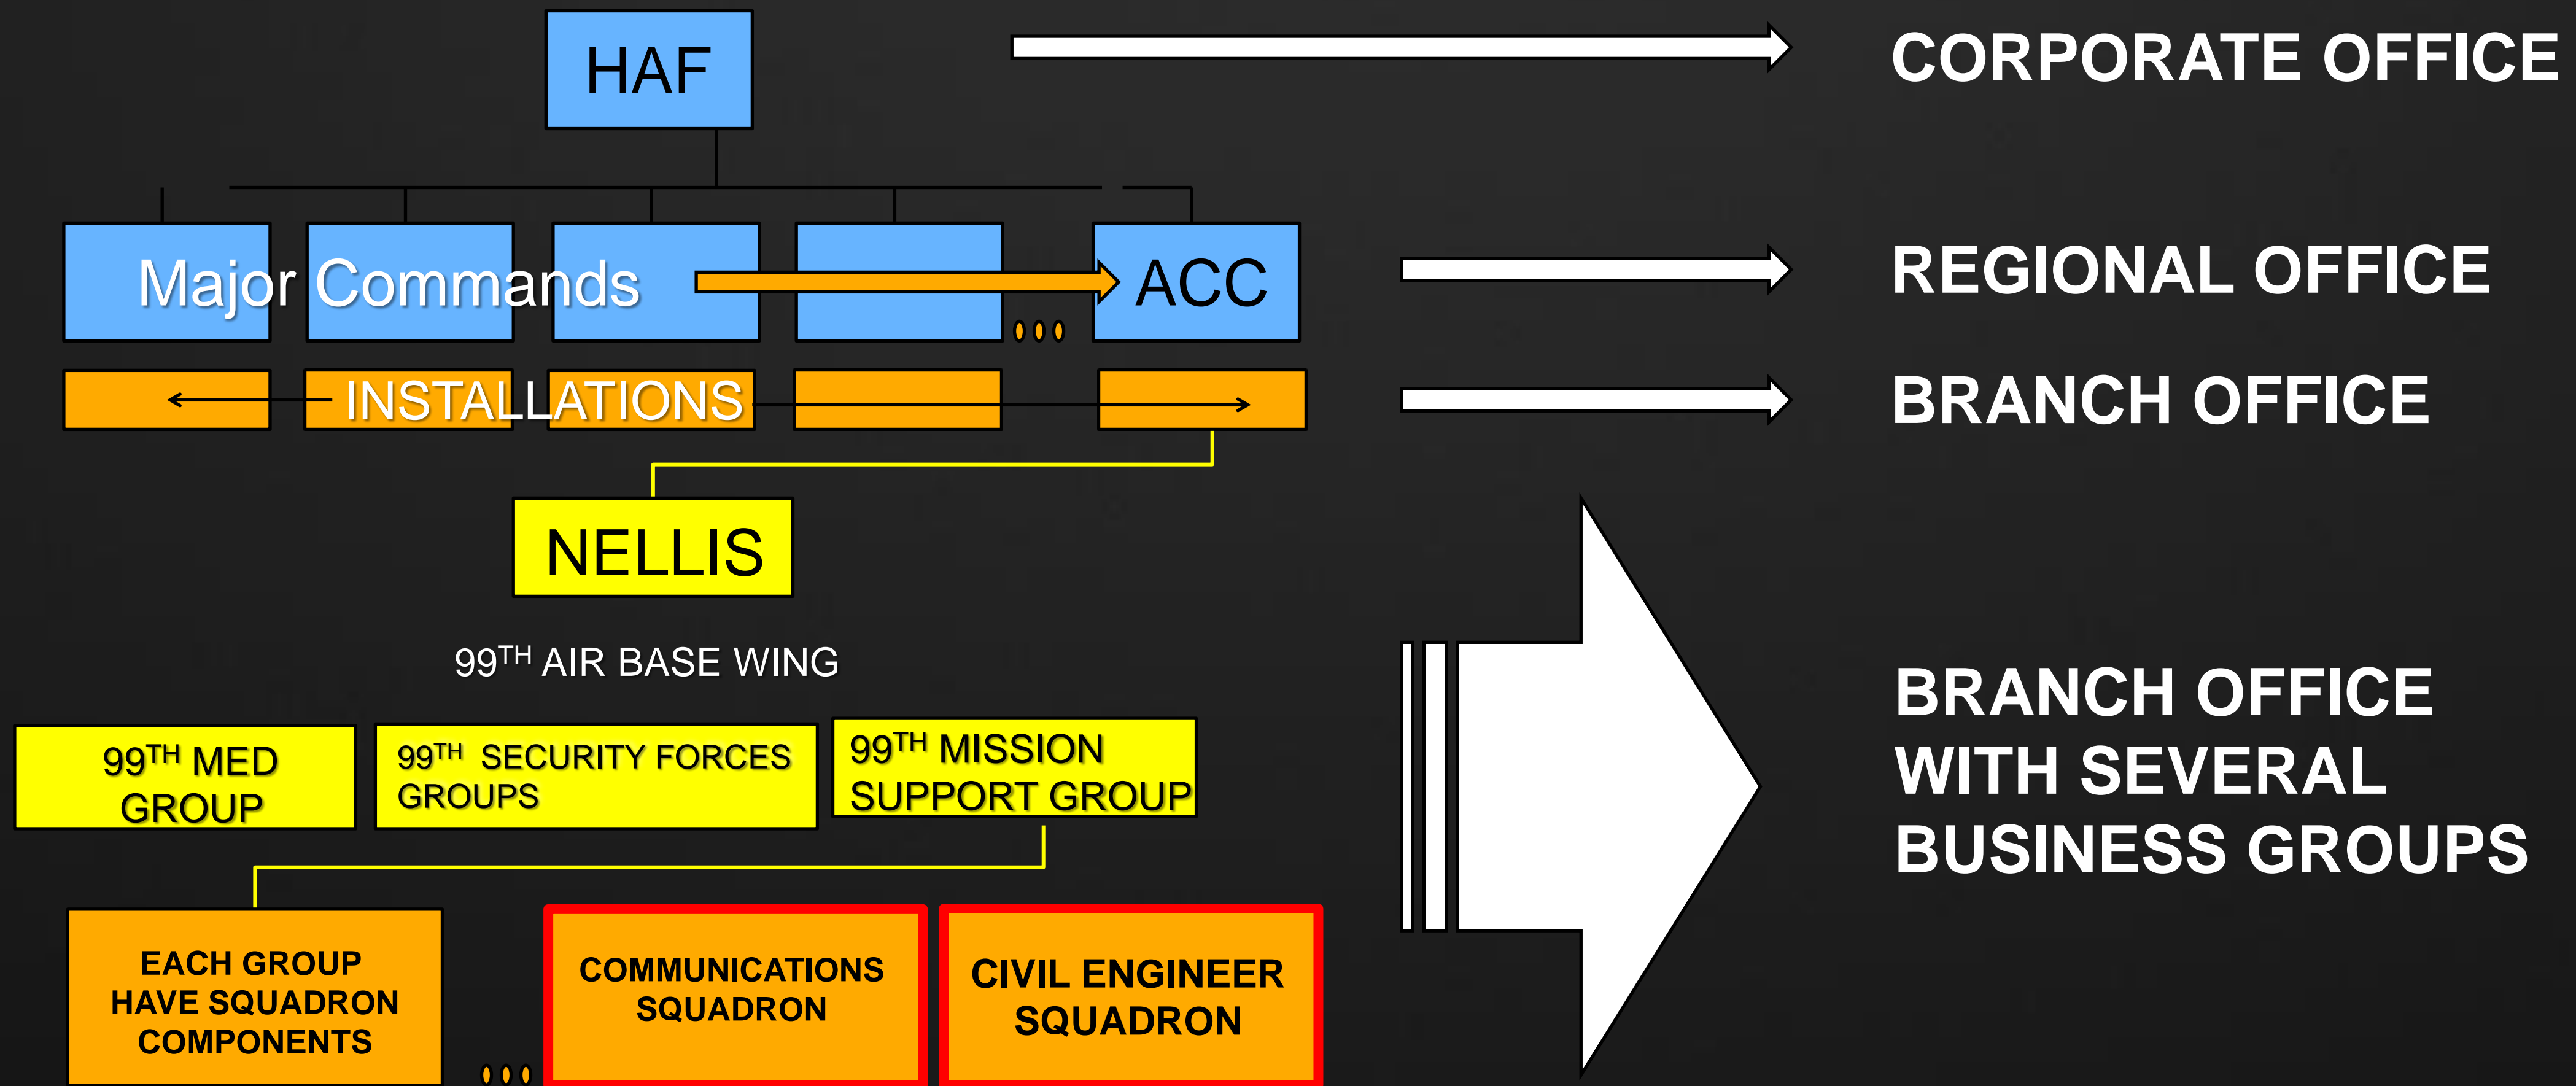 HAF
CORPORATE OFFICE
Major Commands
ACC
REGIONAL OFFICE
INSTALLATIONS
BRANCH OFFICE
NELLIS
99TH AIR BASE WING
99TH MED
GROUP
99TH SECURITY FORCES
GROUPS
99TH MISSION
SUPPORT GROUP
BRANCH OFFICE
WITH SEVERAL
BUSINESS GROUPS
EACH GROUP
HAVE SQUADRON
COMPONENTS
COMMUNICATIONS
SQUADRON
CIVIL ENGINEER
SQUADRON